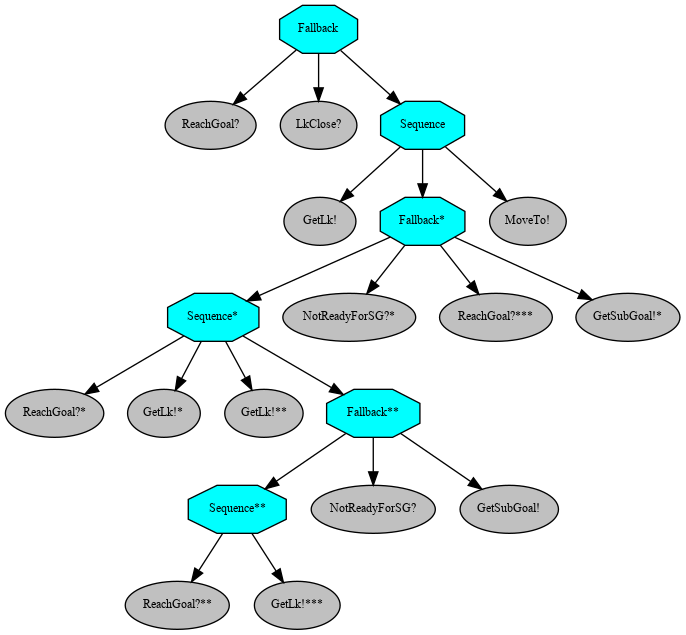 Fallback
ReachGoal?
LkClose?
Sequence
GetLk!
Fallback*
MoveTo!
Sequence*
NotReadyForSG?*
ReachGoal?***
GetSubGoal!*
ReachGoal?*
GetLk!*
GetLk!**
Fallback**
Sequence**
NotReadyForSG?
GetSubGoal!
ReachGoal?**
GetLk!***